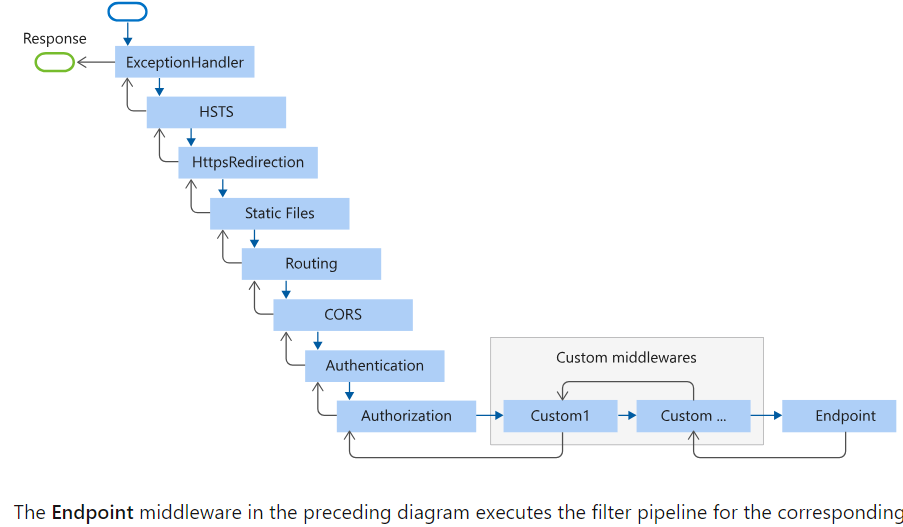 Response
ExceptionHandler
HSTS
HttpsRedirection
Static Files
Routing
CORS
Authentication
Custom middlewares
Authorization
Custom1
Custom ...
Endpoint
The Endpoint middleware in the preceding diagram executes the filter pipeline for the corresponding